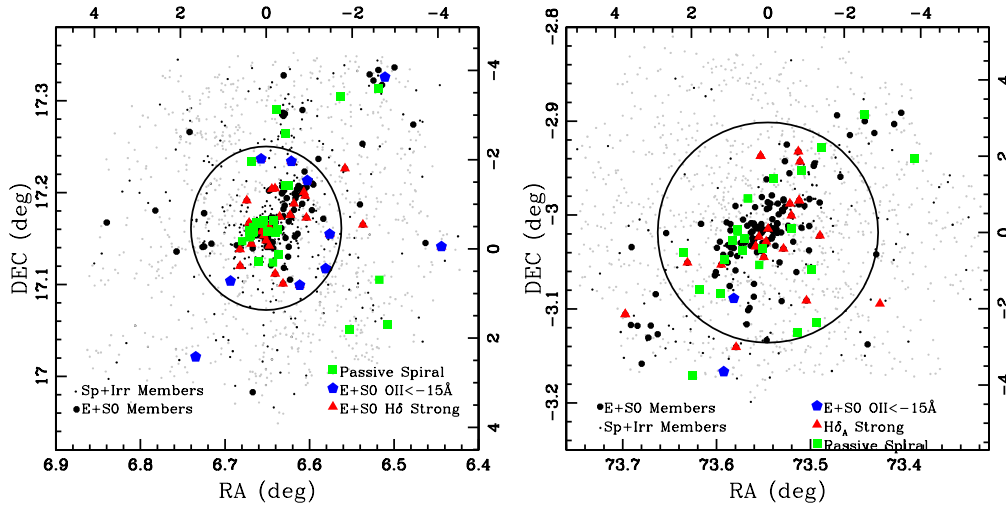 4 2 0 −2 −4
17.3
17.2
17.1
17
DEC (deg)
−4
−2
0
2
4
Passive Spiral
Sp+Irr Members
E+S0 OII<−15Å
E+S0 Members
E+S0 Hδ Strong
6.9 6.8 6.7 6.6 6.5 6.4
RA (deg)
4 2 0 −2 −4
−2.8
−2.9
−3
−3.1
−3.2
DEC (deg)
4
2
0
−2
−4
E+S0 Members
E+S0 OII<−15Å
Sp+Irr Members
Hδ_A Strong
Passive Spiral
73.7 73.6 73.5 73.4
RA (deg)